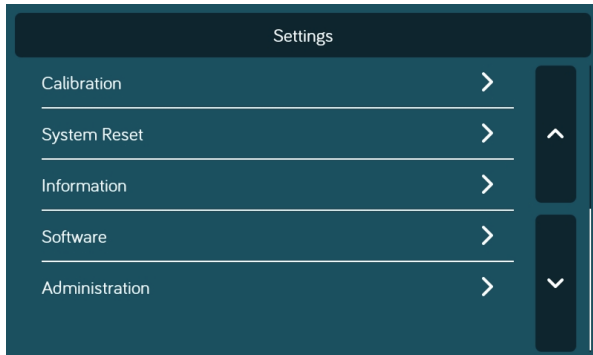 Settings
Calibration
System Reset
Information
Software
Administration